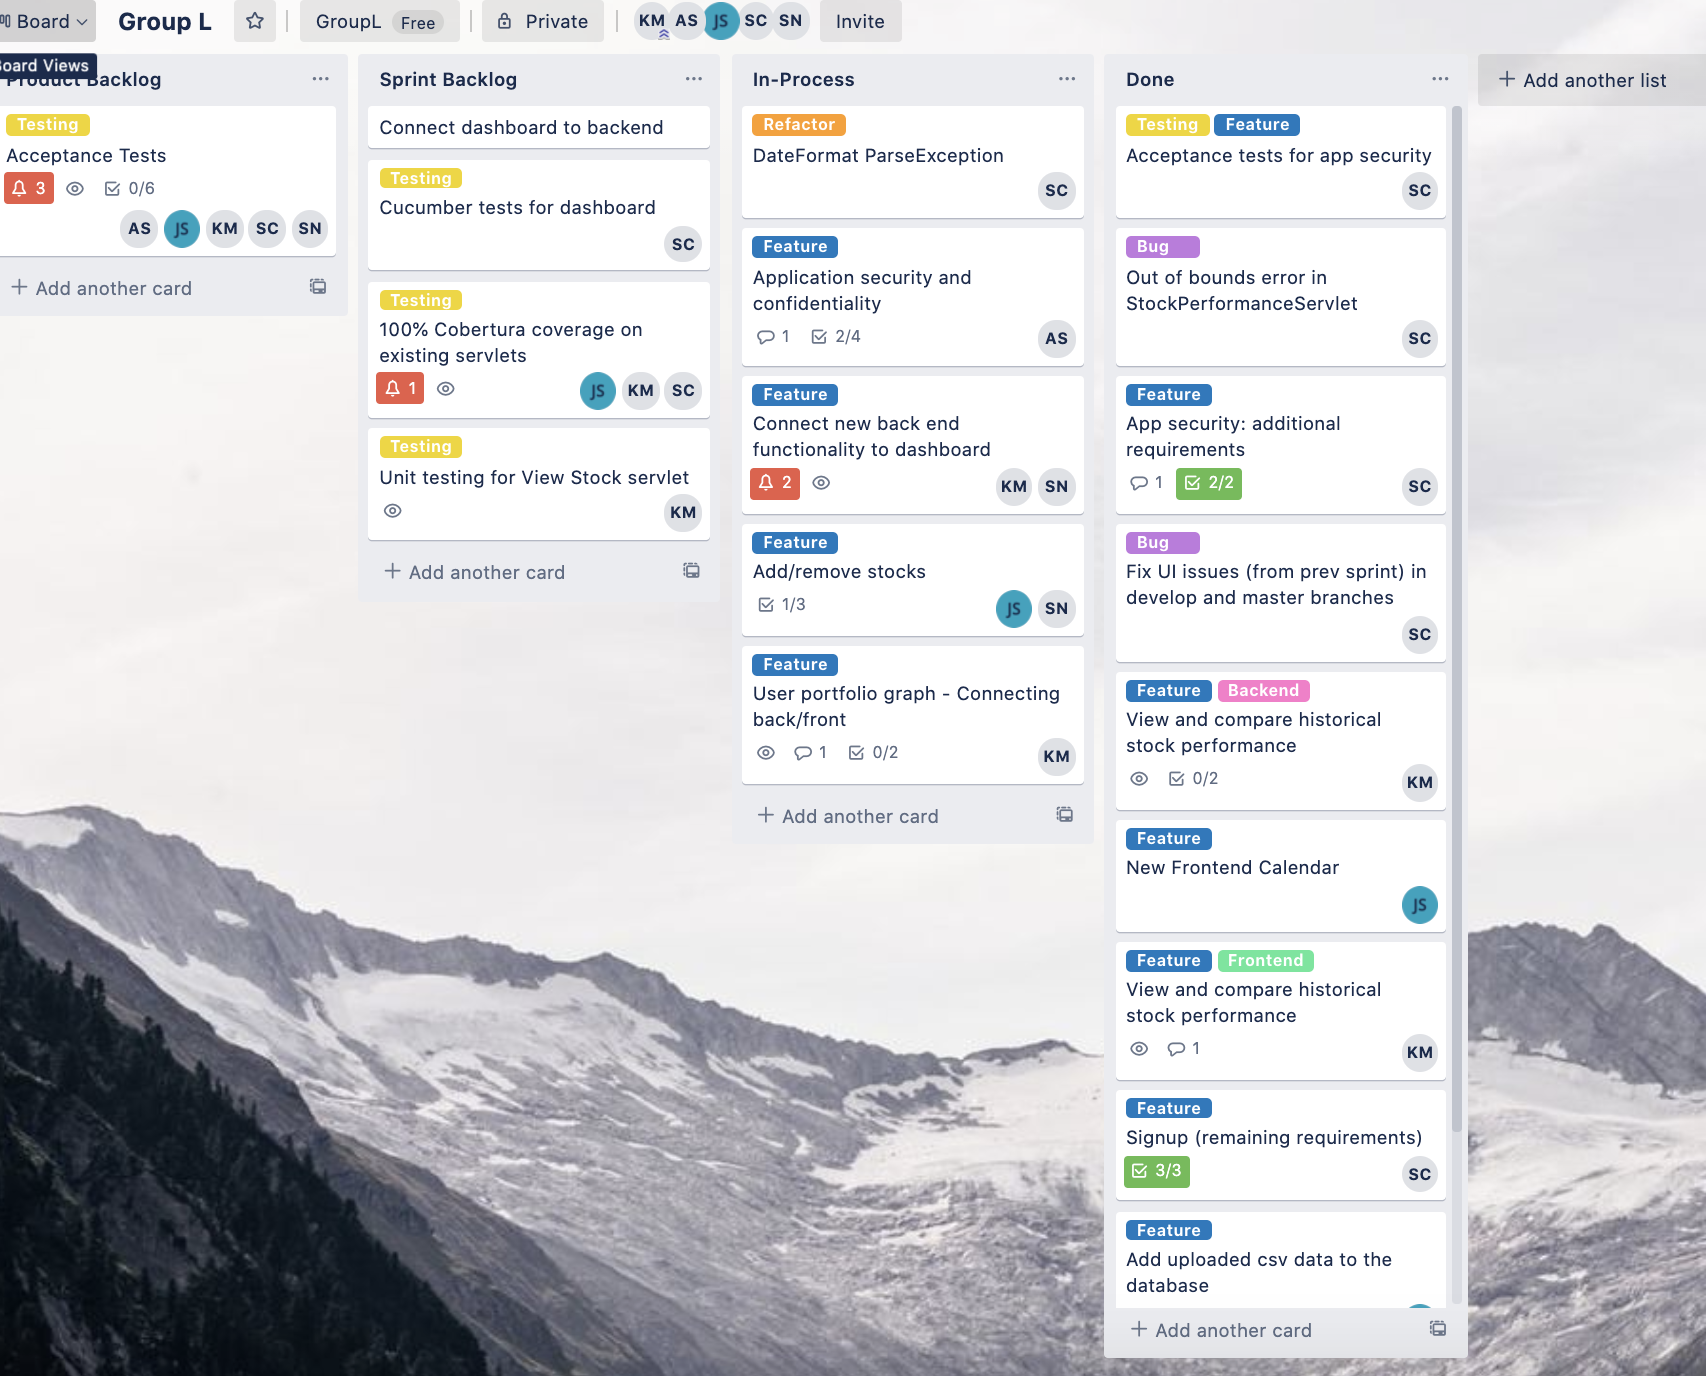 Board
Group L
GroupL Free
Private
KM AS JS SC SN
Invite
Board Views
Product Backlog
Testing
Acceptance Tests
3 0/6
AS JS KM SC SN
+ Add another card
Sprint Backlog
Connect dashboard to backend
Testing
Cucumber tests for dashboard
SC
Testing
100% Cobertura coverage on
existing servlets
1
JS KM SC
Testing
Unit testing for View Stock servlet
KM
+ Add another card
In-Process
Refactor
DateFormat ParseException
SC
Feature
Application security and
confidentiality
1 2/4
AS
Feature
Connect new back end
functionality to dashboard
2
KM SN
Feature
Add/remove stocks
1/3
JS SN
Feature
User portfolio graph - Connecting
back/front
1 0/2
KM
+ Add another card
Done
Testing Feature
Acceptance tests for app security
SC
Bug
Out of bounds error in
StockPerformanceServlet
SC
Feature
App security: additional
requirements
1 2/2
SC
Bug
Fix UI issues (from prev sprint) in
develop and master branches
SC
Feature Backend
View and compare historical
stock performance
0/2
KM
Feature
New Frontend Calendar
JS
Feature Frontend
View and compare historical
stock performance
1
KM
Feature
Signup (remaining requirements)
3/3
SC
Feature
Add uploaded csv data to the
database
+ Add another card
+ Add another list